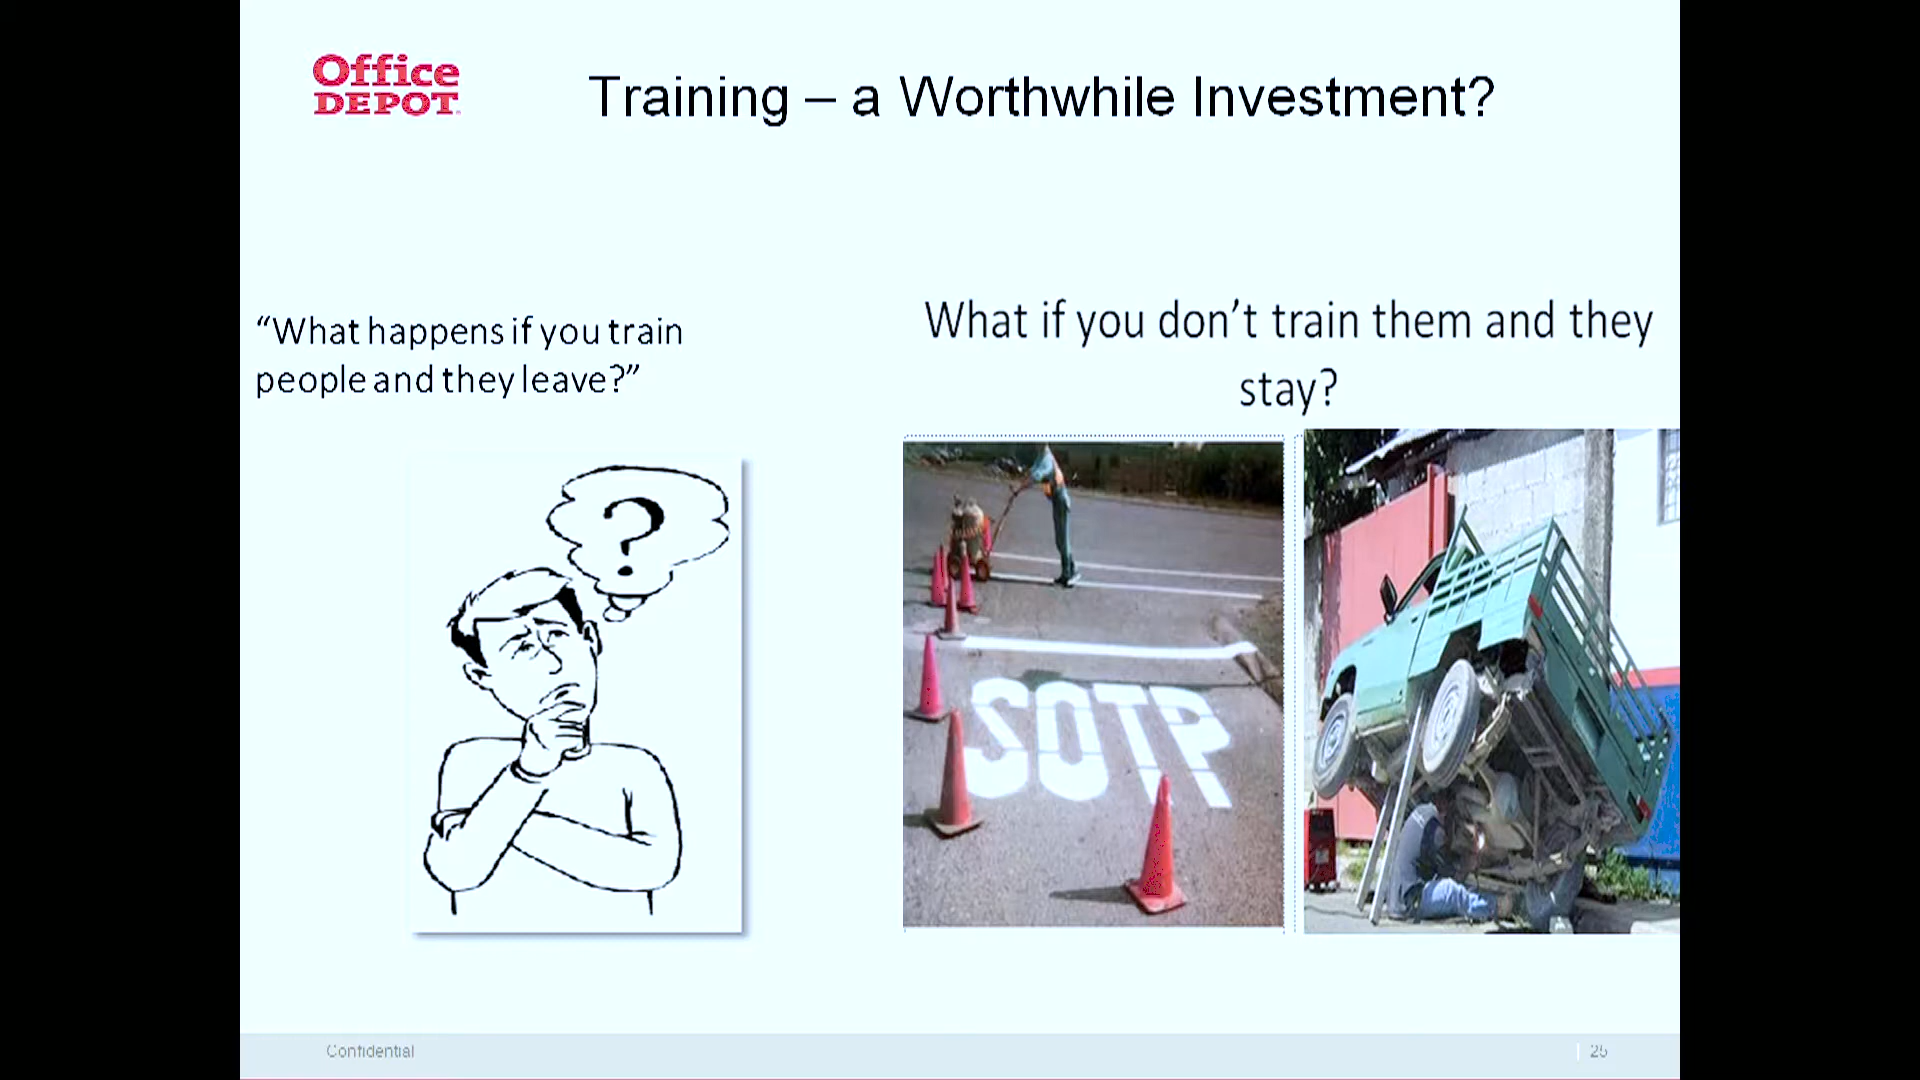 Office
DEPOT
Training – a Worthwhile Investment?
“What happens if you train
people and they leave?”
What if you don’t train them and they
stay?
?
SOTP
Confidential
25